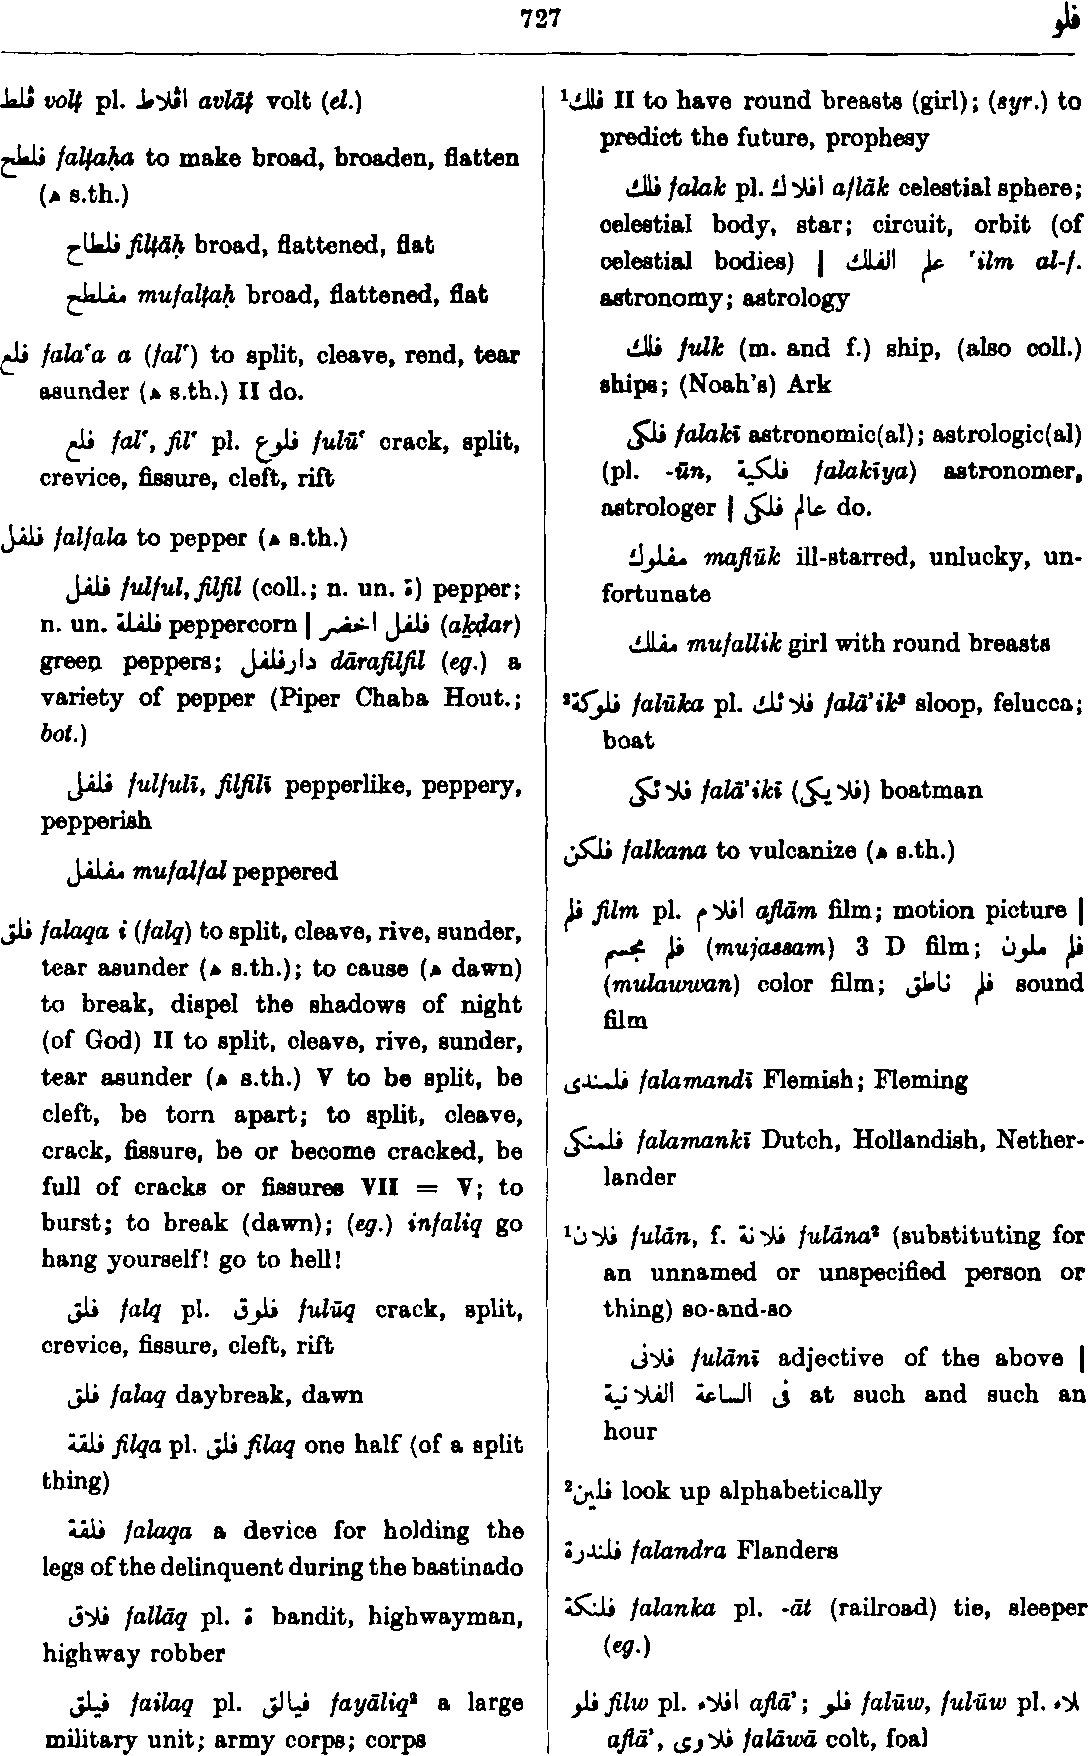 727
فلو
ڤلط volṭ pl. اڤلاط avlāṭ volt (el.)
فلطح falṭaḥa to make broad, broaden, flatten
(ﻫ s.th.)
فلطاح filṭāḥ broad, flattened, flat
مفلطح mufalṭaḥ broad, flattened, flat
فلع falaʿa a (falʿ) to split, cleave, rend, tear
asunder (ﻫ s.th.) II do.
فلع falʿ, filʿ pl. فلوع fulūʿ crack, split,
crevice, fissure, cleft, rift
فلفل falfala to pepper (ﻫ s.th.)
فلفل fulful, filfil (coll.; n. un. ة) pepper;
n. un. فلفلة peppercorn | فلفل اخضر (akḫḍar)
green peppers; دارفلفل dārafilfil (eg.) a
variety of pepper (Piper Chaba Hout.;
bot.)
فلفلى fulfulī, filfilī pepperlike, peppery,
pepperish
مفلفل mufalfal peppered
فلق falaqa i (falq) to split, cleave, rive, sunder,
tear asunder (ﻫ s.th.); to cause (ﻫ dawn)
to break, dispel the shadows of night
(of God) II to split, cleave, rive, sunder,
tear asunder (ﻫ s.th.) V to be split, be
cleft, be torn apart; to split, cleave,
crack, fissure, be or become cracked, be
full of cracks or fissures VII = V; to
burst; to break (dawn); (eg.) infaliq go
hang yourself! go to hell!
فلق falq pl. فلوق fulūq crack, split,
crevice, fissure, cleft, rift
فلق falaq daybreak, dawn
فلقة filqa pl. فلق filaq one half (of a split
thing)
فلقة falaqa a device for holding the
legs of the delinquent during the bastinado
فلاق fallāq pl. ة bandit, highwayman,
highway robber
فيلق failaq pl. فيالق fayāliq² a large
military unit; army corps; corps
¹فلك II to have round breasts (girl); (syr.) to
predict the future, prophesy
فلك falak pl. افلاك aflāk celestial sphere;
celestial body, star; circuit, orbit (of
celestial bodies) | علم الفلك ʿilm al-f.
astronomy; astrology
فلك fulk (m. and f.) ship, (also coll.)
ships; (Noah's) Ark
فلكى falakī astronomic(al); astrologic(al)
(pl. -ūn, فلكية falakīya) astronomer,
astrologer | عالم فلكى do.
مفلوك maflūk ill-starred, unlucky, un-
fortunate
مفلك mufallik girl with round breasts
²فلوكة falūka pl. فلائك falāʾik² sloop, felucca;
boat
فلائكى falāʾikī (فلايكى) boatman
فلكن falkana to vulcanize (ﻫ s.th.)
فلم film pl. افلام aflām film; motion picture |
فلم مجسم (mujassam) 3 D film; فلم ملون
(mulawwan) color film; فلم ناطق sound
film
فلمندى falamandī Flemish; Fleming
فلمنكى falamankī Dutch, Hollandish, Nether-
lander
¹فلان fulān, f. فلانة fulāna² (substituting for
an unnamed or unspecified person or
thing) so-and-so
فلانى fulānī adjective of the above |
فى الساعة الفلانية at such and such an
hour
²فلين look up alphabetically
فلندرة falandra Flanders
فلنكة falanka pl. -āt (railroad) tie, sleeper
(eg.)
فلو filw pl. افلاء aflāʾ; فلو falūw, fulūw pl. لاء
aflāʾ, فلاوى falāwā colt, foal